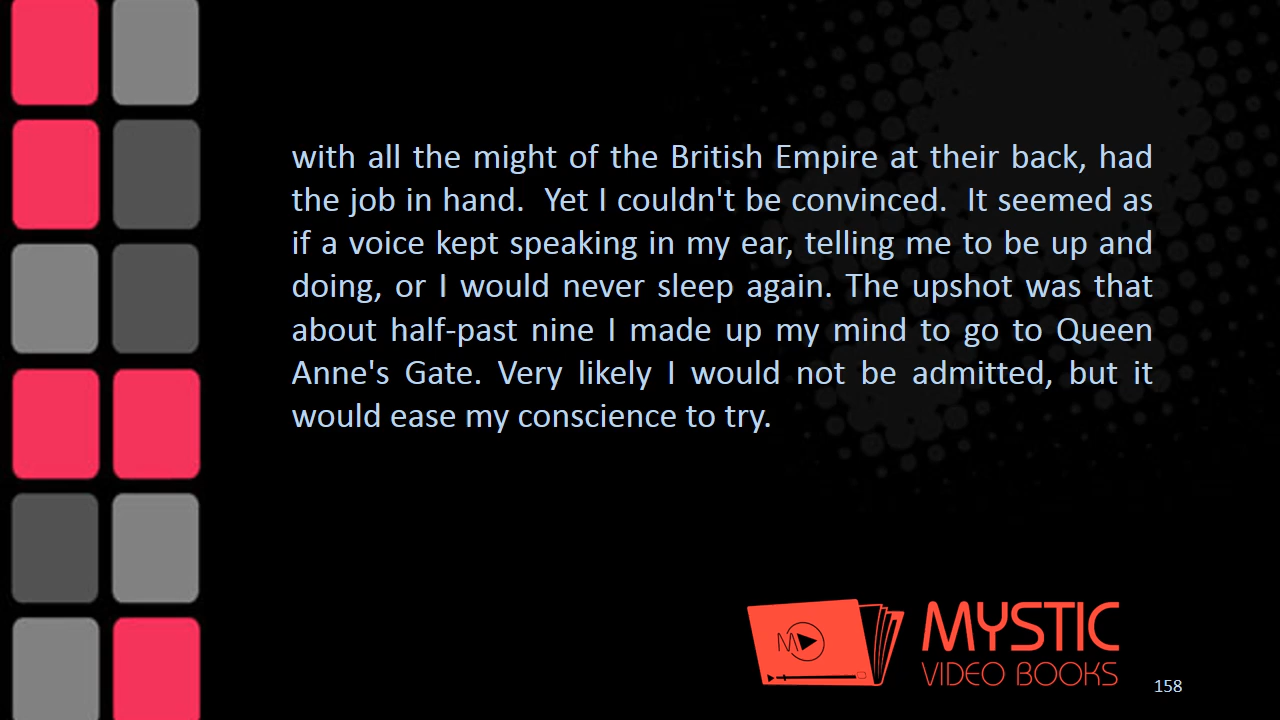 with all the might of the British Empire at their back, had
the job in hand.  Yet I couldn't be convinced.  It seemed as
if a voice kept speaking in my ear, telling me to be up and
doing, or I would never sleep again. The upshot was that
about half-past nine I made up my mind to go to Queen
Anne's Gate. Very likely I would not be admitted, but it
would ease my conscience to try.
M
MYSTIC
VIDEO BOOKS
158